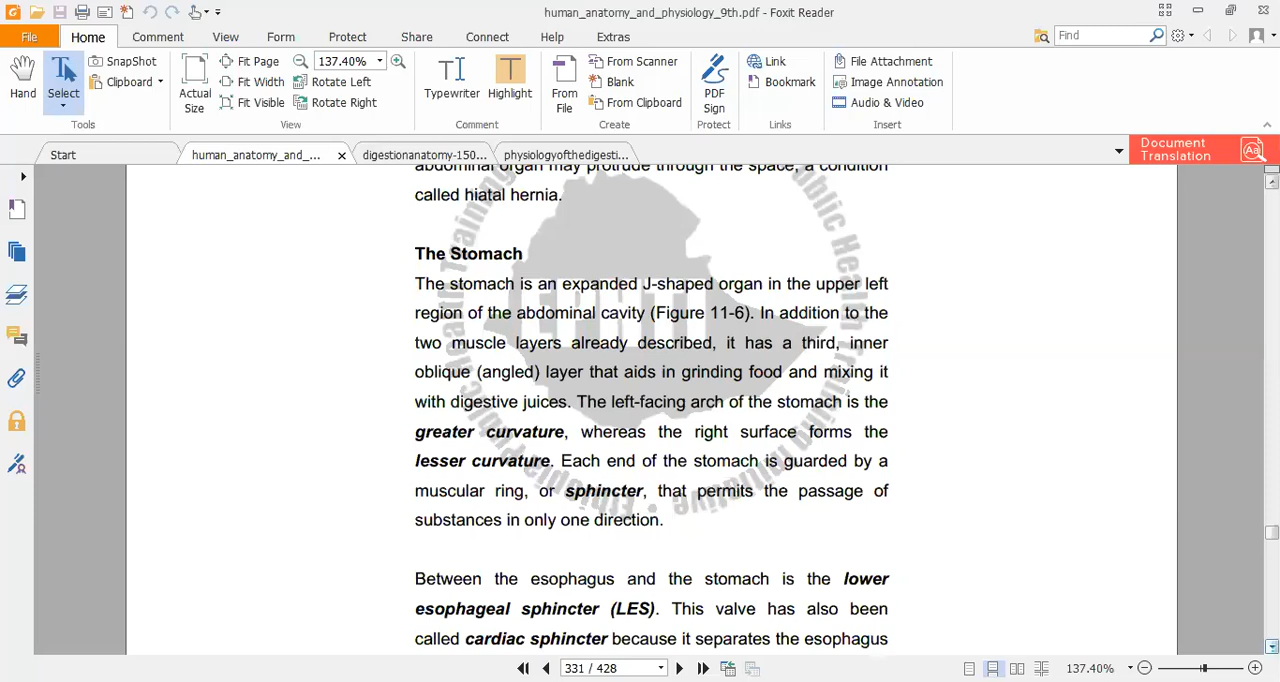 human_anatomy_and_physiology_9th.pdf - Foxit Reader
File Home Comment View Form Protect Share Connect Help Extras Find
Hand
Select
SnapShot
Clipboard
Tools
Actual Size
Fit Page
Fit Width
Fit Visible
137.40%
Rotate Left
Rotate Right
View
Typewriter
Highlight
Comment
From File
From Scanner
Blank
From Clipboard
Create
PDF Sign
Protect
Link
Bookmark
Links
File Attachment
Image Annotation
Audio & Video
Insert
Start human_anatomy_and_... digestionanatomy-150... physiologyofthedigesti...
Document
Translation
abdominal organ may protrude through the space, a condition
called hiatal hernia.
The Stomach
The stomach is an expanded J-shaped organ in the upper left
region of the abdominal cavity (Figure 11-6). In addition to the
two muscle layers already described, it has a third, inner
oblique (angled) layer that aids in grinding food and mixing it
with digestive juices. The left-facing arch of the stomach is the
greater curvature, whereas the right surface forms the
lesser curvature. Each end of the stomach is guarded by a
muscular ring, or sphincter, that permits the passage of
substances in only one direction.
Between the esophagus and the stomach is the lower
esophageal sphincter (LES). This valve has also been
called cardiac sphincter because it separates the esophagus
331 / 428
137.40%